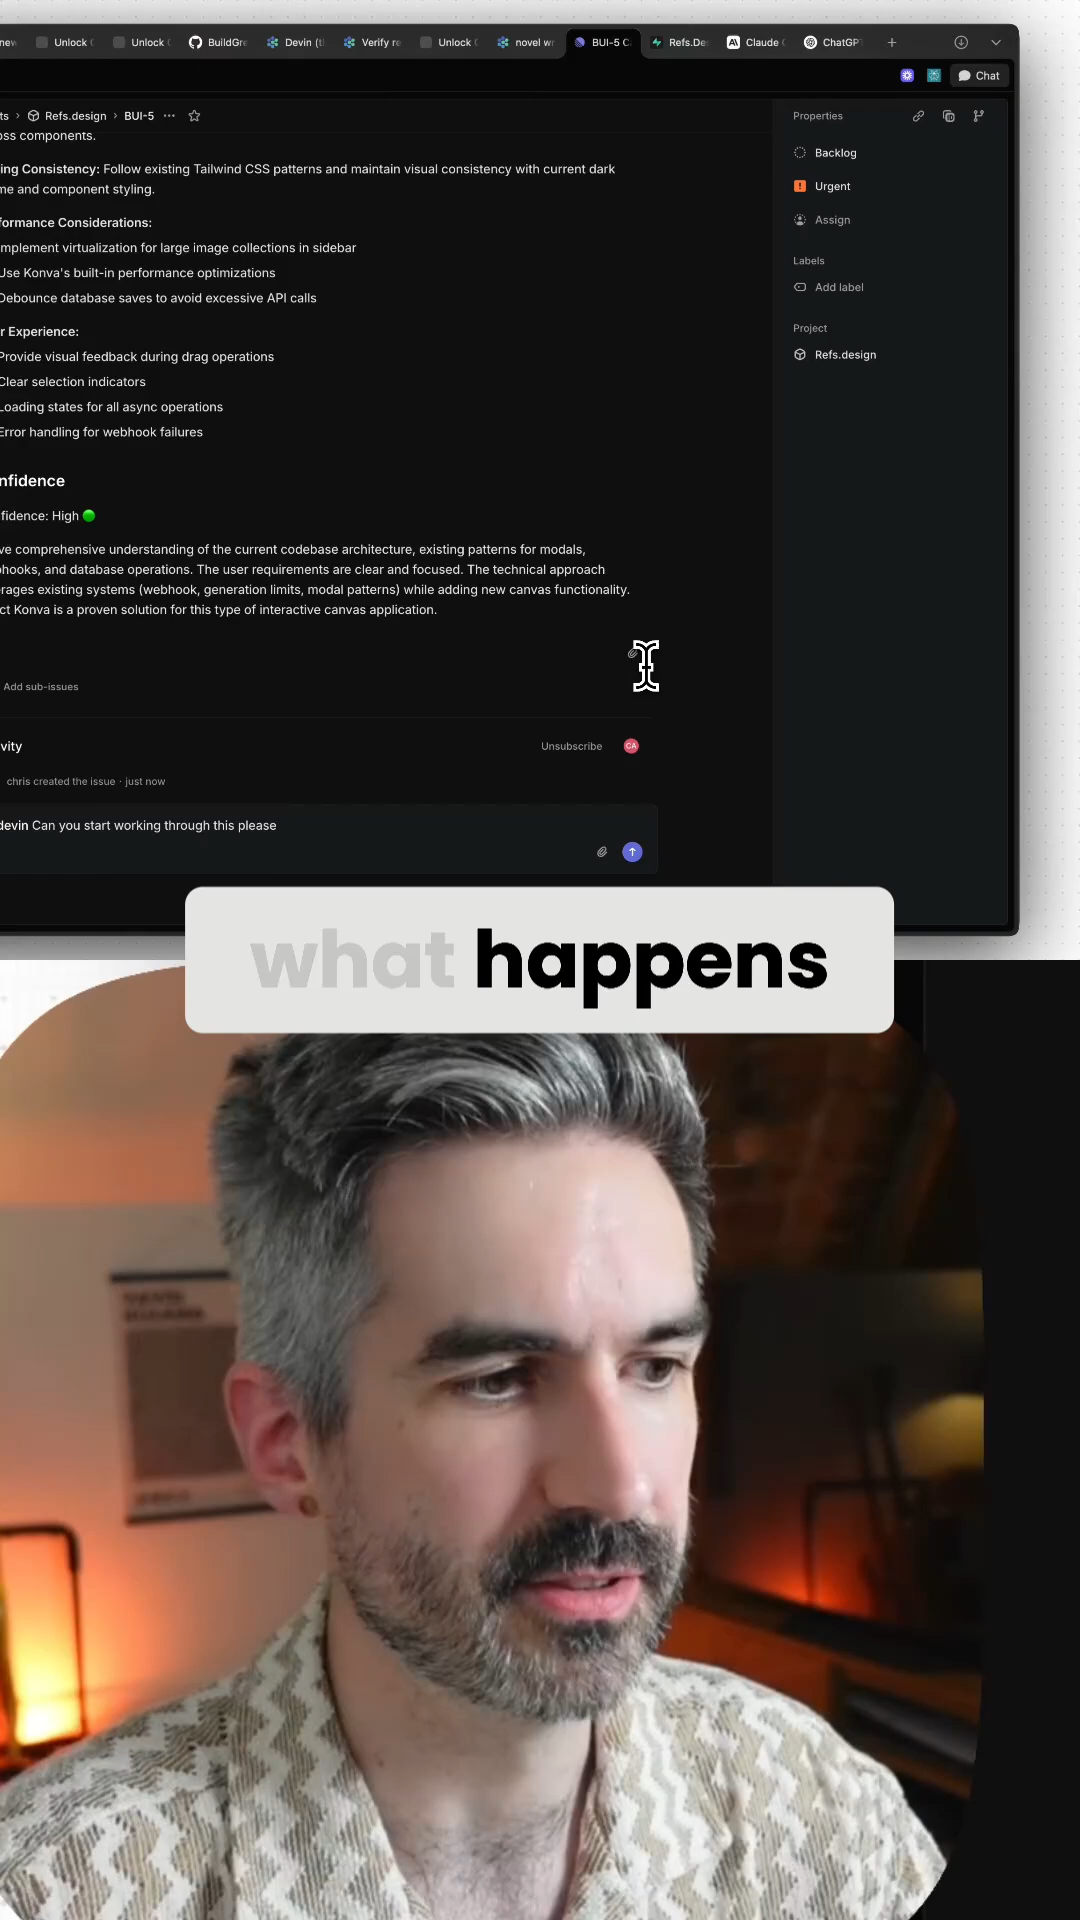 new Unlock Unlock BuildGre Devin (t Verify re Unlock novel wr BUI-5 C Refs.De Claude ChatGP
Chat
ts › Refs.design › BUI-5 ···
oss components.
ing Consistency: Follow existing Tailwind CSS patterns and maintain visual consistency with current dark
me and component styling.
formance Considerations:
mplement virtualization for large image collections in sidebar
Use Konva's built-in performance optimizations
Debounce database saves to avoid excessive API calls
r Experience:
Provide visual feedback during drag operations
Clear selection indicators
Loading states for all async operations
Error handling for webhook failures
nfidence
fidence: High
ve comprehensive understanding of the current codebase architecture, existing patterns for modals,
hooks, and database operations. The user requirements are clear and focused. The technical approach
erages existing systems (webhook, generation limits, modal patterns) while adding new canvas functionality.
ct Konva is a proven solution for this type of interactive canvas application.
Add sub-issues
vity
Unsubscribe
CA
chris created the issue · just now
devin Can you start working through this please
Properties
Backlog
Urgent
Assign
Labels
Add label
Project
Refs.design
what happens